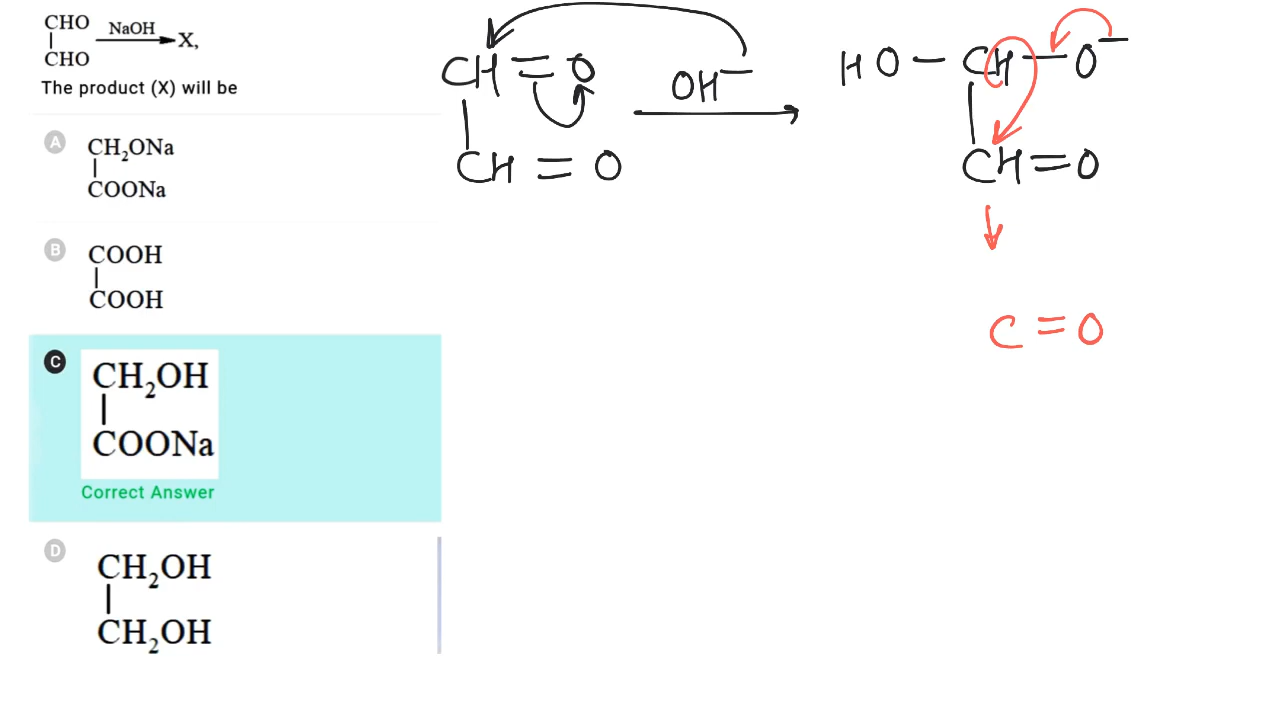 CHO
|
CHO
NaOH
X,
The product (X) will be
A
CH₂ONa
|
COONa
B
COOH
|
COOH
C
CH₂OH
|
COONa
Correct Answer
D
CH₂OH
|
CH₂OH
CH = O
|
CH = O
OH⁻
HO - CH - O⁻
|
CH = O
C = O